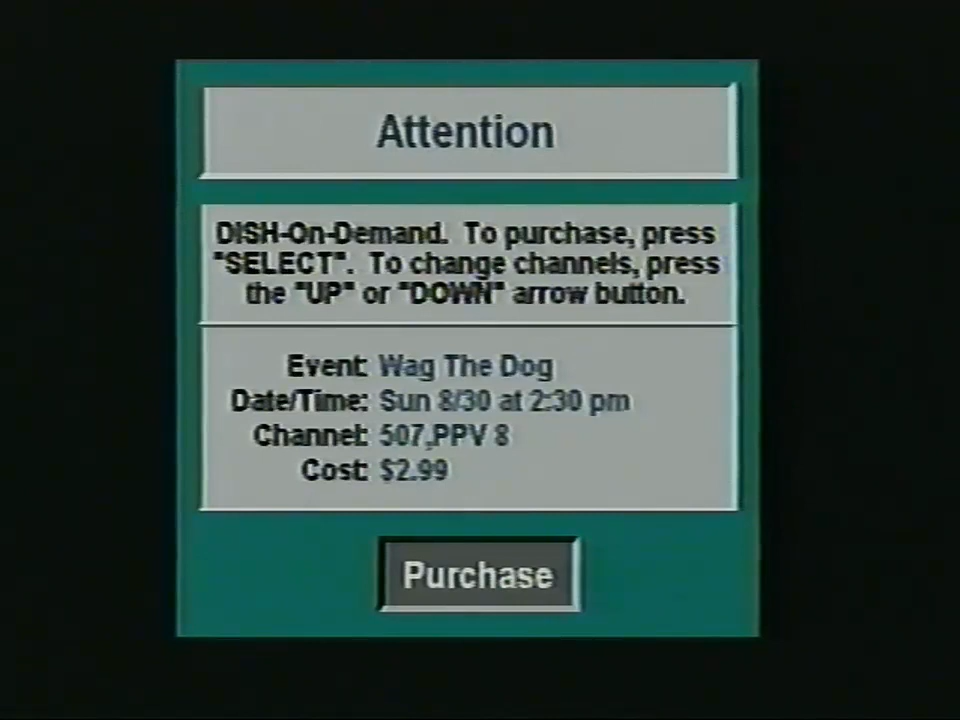 Attention
DISH-On-Demand. To purchase, press
"SELECT". To change channels, press
the "UP" or "DOWN" arrow button.
Event: Wag The Dog
Date/Time: Sun 8/30 at 2:30 pm
Channel: 507,PPV 8
Cost: $2.99
Purchase